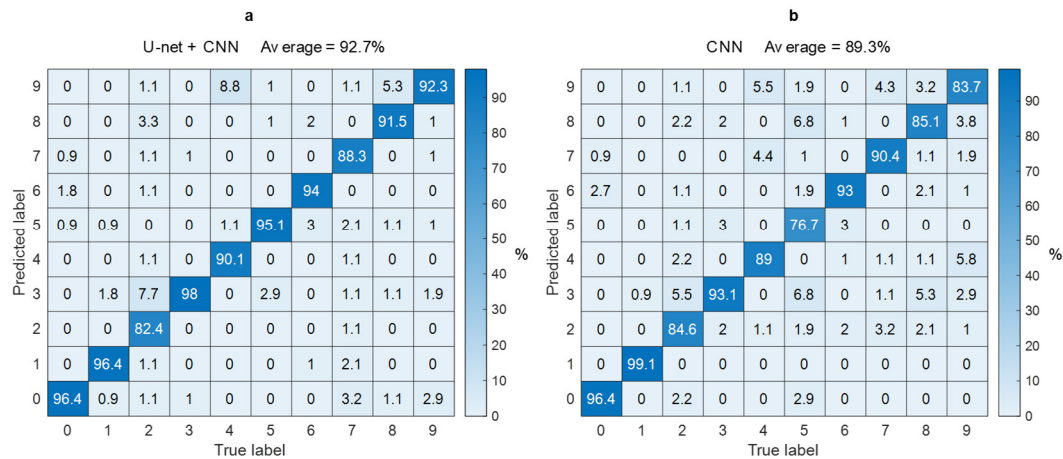 a
U-net + CNN Av erage = 92.7%
9 0 0 1.1 0 8.8 1 0 1.1 5.3 92.3
8 0 0 3.3 0 0 1 2 0 91.5 1
7 0.9 0 1.1 1 0 0 0 88.3 0 1
6 1.8 0 1.1 0 0 0 94 0 0 0
5 0.9 0.9 0 0 1.1 95.1 3 2.1 1.1 1
4 0 0 1.1 0 90.1 0 0 1.1 0 0
3 0 1.8 7.7 98 0 2.9 0 1.1 1.1 1.9
2 0 0 82.4 0 0 0 0 1.1 0 0
1 0 96.4 1.1 0 0 0 1 2.1 0 0
0 96.4 0.9 1.1 1 0 0 0 3.2 1.1 2.9
0 1 2 3 4 5 6 7 8 9
True label
Predicted label
90
80
70
60
50
40
30
20
10
0
%
b
CNN Av erage = 89.3%
9 0 0 1.1 0 5.5 1.9 0 4.3 3.2 83.7
8 0 0 2.2 2 0 6.8 1 0 85.1 3.8
7 0.9 0 0 0 4.4 1 0 90.4 1.1 1.9
6 2.7 0 1.1 0 0 1.9 93 0 2.1 1
5 0 0 1.1 3 0 76.7 3 0 0 0
4 0 0 2.2 0 89 0 1 1.1 1.1 5.8
3 0 0.9 5.5 93.1 0 6.8 0 1.1 5.3 2.9
2 0 0 84.6 2 1.1 1.9 2 3.2 2.1 1
1 0 99.1 0 0 0 0 0 0 0 0
0 96.4 0 2.2 0 0 2.9 0 0 0 0
0 1 2 3 4 5 6 7 8 9
True label
Predicted label
90
80
70
60
50
40
30
20
10
0
%